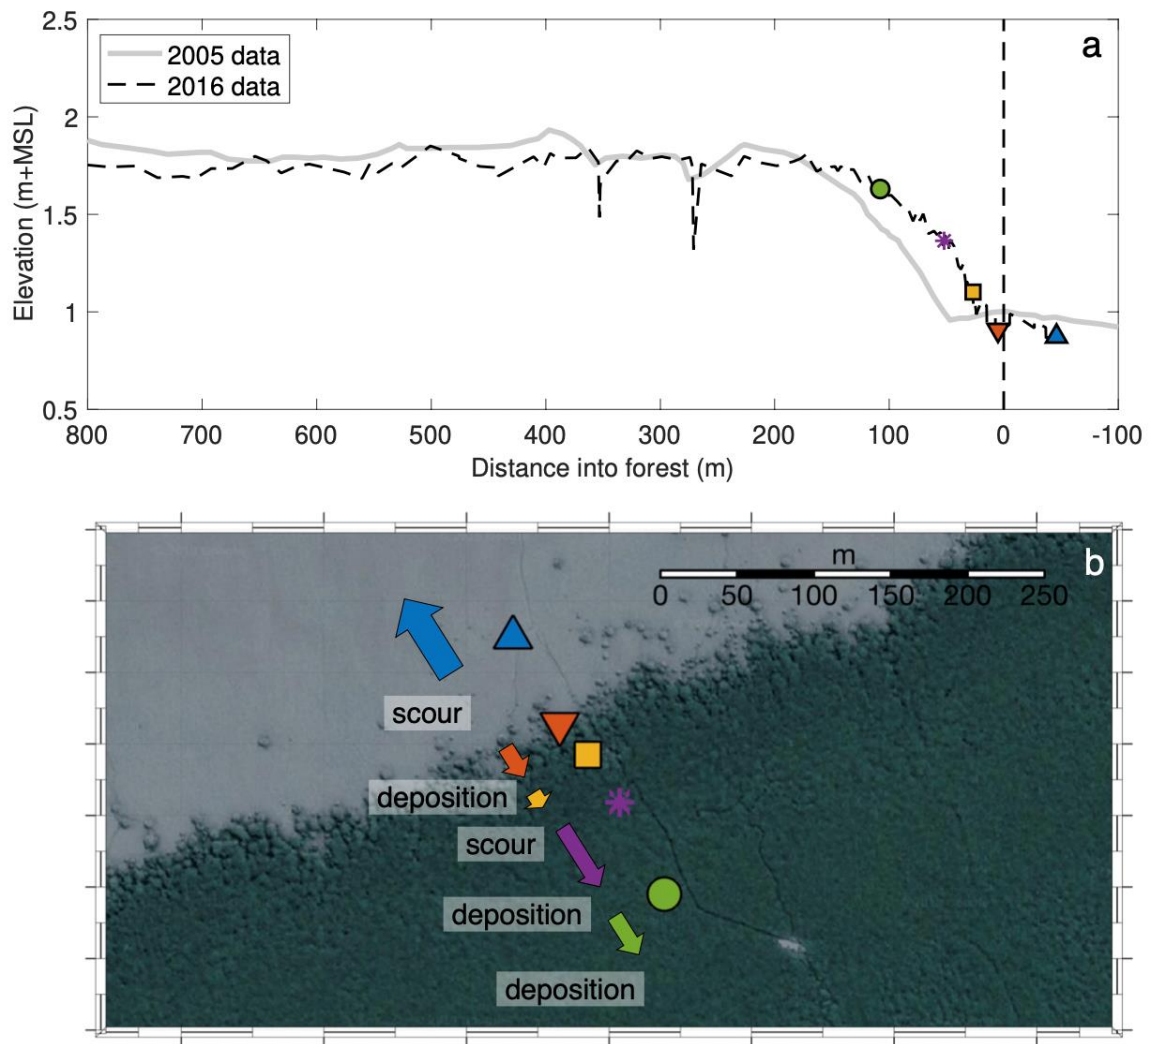 2.5
a
2005 data
2016 data
2
1.5
1
0.5
Elevation (m+MSL)
800 700 600 500 400 300 200 100 0 -100
Distance into forest (m)
b
m
0 50 100 150 200 250
scour
deposition
scour
deposition
deposition